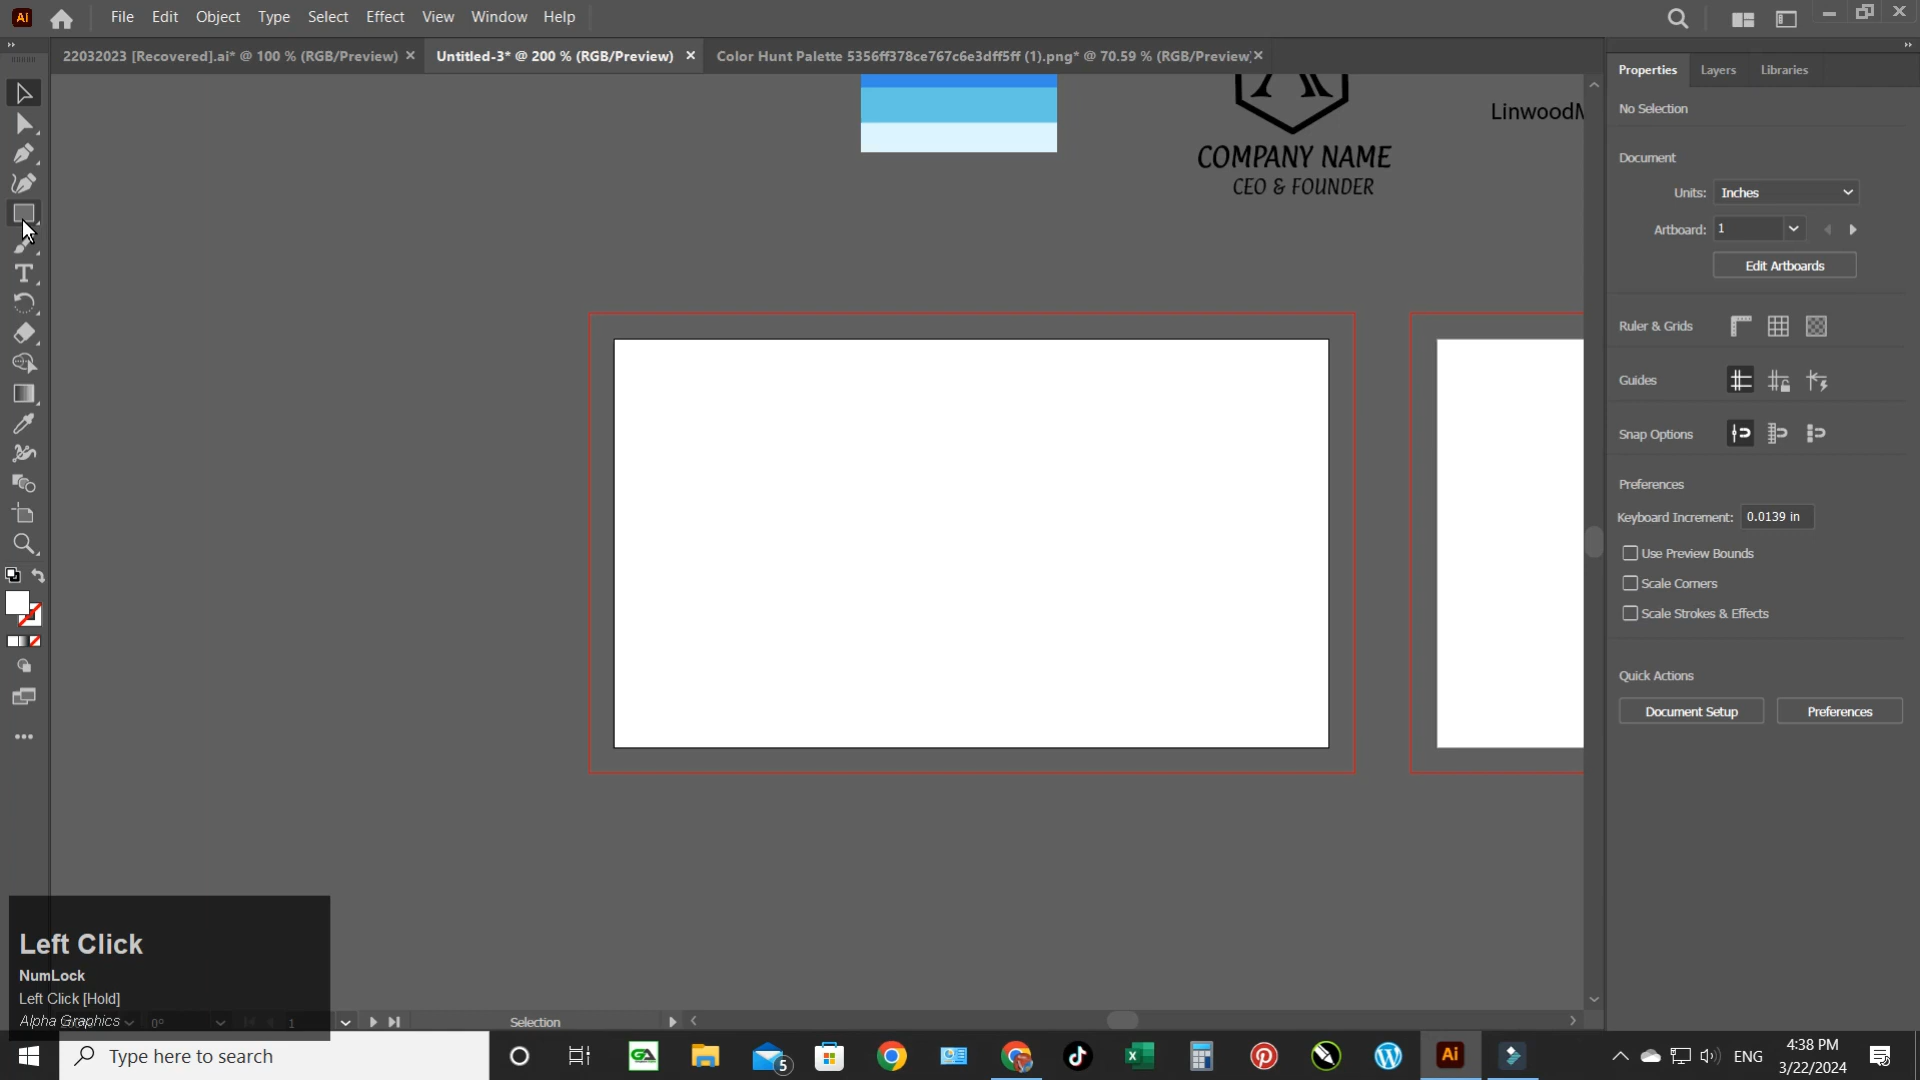 Ai File Edit Object Type Select Effect View Window Help
22032023 [Recovered].ai* @ 100 % (RGB/Preview) × Untitled-3* @ 200 % (RGB/Preview) × Color Hunt Palette 5356ff378ce767c6e3dff5ff (1).png* @ 70.59 % (RGB/Preview) ×
Properties Layers Libraries
No Selection
LinwoodM
COMPANY NAME
CEO & FOUNDER
Document
Units: Inches
Artboard: 1
Edit Artboards
Ruler & Grids
Guides
Snap Options
Preferences
Keyboard Increment: 0.0139 in
Use Preview Bounds
Scale Corners
Scale Strokes & Effects
Quick Actions
Document Setup Preferences
Left Click
NumLock
Left Click [Hold]
Alpha Graphics 0° 1 Selection
Type here to search
5
Ai
ENG
4:38 PM
3/22/2024